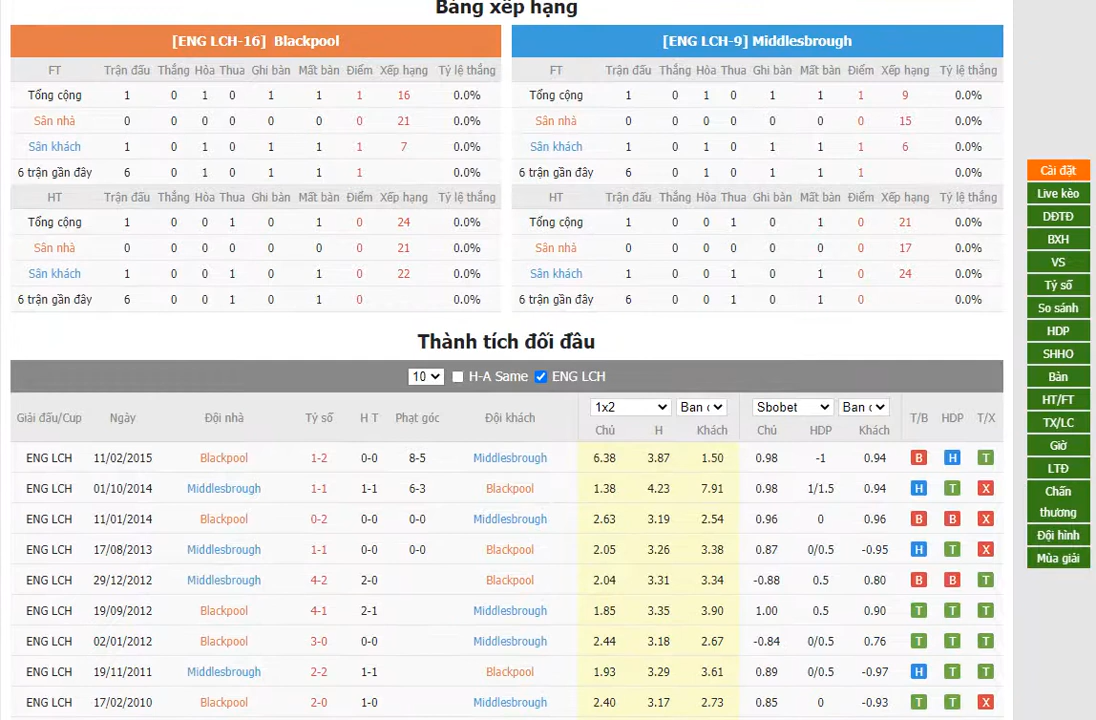 Bảng xếp hạng
[ENG LCH-16] Blackpool
FT Trận đấu Thắng Hòa Thua Ghi bàn Mất bàn Điểm Xếp hạng Tỷ lệ thắng
Tổng cộng 1 0 1 0 1 1 1 16 0.0%
Sân nhà 0 0 0 0 0 0 0 21 0.0%
Sân khách 1 0 1 0 1 1 1 7 0.0%
6 trận gần đây 6 0 1 0 1 1 1 0.0%
HT Trận đấu Thắng Hòa Thua Ghi bàn Mất bàn Điểm Xếp hạng Tỷ lệ thắng
Tổng cộng 1 0 0 1 0 1 0 24 0.0%
Sân nhà 0 0 0 0 0 0 0 21 0.0%
Sân khách 1 0 0 1 0 1 0 22 0.0%
6 trận gần đây 6 0 0 1 0 1 0 0.0%
[ENG LCH-9] Middlesbrough
FT Trận đấu Thắng Hòa Thua Ghi bàn Mất bàn Điểm Xếp hạng Tỷ lệ thắng
Tổng cộng 1 0 1 0 1 1 1 9 0.0%
Sân nhà 0 0 0 0 0 0 0 15 0.0%
Sân khách 1 0 1 0 1 1 1 6 0.0%
6 trận gần đây 6 0 1 0 1 1 1 0.0%
HT Trận đấu Thắng Hòa Thua Ghi bàn Mất bàn Điểm Xếp hạng Tỷ lệ thắng
Tổng cộng 1 0 0 1 0 1 0 21 0.0%
Sân nhà 0 0 0 0 0 0 0 17 0.0%
Sân khách 1 0 0 1 0 1 0 24 0.0%
6 trận gần đây 6 0 0 1 0 1 0 0.0%
Thành tích đối đầu
10 H-A Same ENG LCH
1x2 Ban c Sbobet Ban c
Giải đấu/Cup Ngày Đội nhà Tỷ số H T Phạt góc Đội khách T/B HDP T/X
Chủ H Khách Chủ HDP Khách
ENG LCH 11/02/2015 Blackpool 1-2 0-0 8-5 Middlesbrough 6.38 3.87 1.50 0.98 -1 0.94 B H T
ENG LCH 01/10/2014 Middlesbrough 1-1 1-1 6-3 Blackpool 1.38 4.23 7.91 0.98 1/1.5 0.94 H T X
ENG LCH 11/01/2014 Blackpool 0-2 0-0 0-0 Middlesbrough 2.63 3.19 2.54 0.96 0 0.96 B B X
ENG LCH 17/08/2013 Middlesbrough 1-1 0-0 0-0 Blackpool 2.05 3.26 3.38 0.87 0/0.5 -0.95 H T X
ENG LCH 29/12/2012 Middlesbrough 4-2 2-0 Blackpool 2.04 3.31 3.34 -0.88 0.5 0.80 B B T
ENG LCH 19/09/2012 Blackpool 4-1 2-1 Middlesbrough 1.85 3.35 3.90 1.00 0.5 0.90 T T T
ENG LCH 02/01/2012 Blackpool 3-0 0-0 Middlesbrough 2.44 3.18 2.67 -0.84 0/0.5 0.76 T T T
ENG LCH 19/11/2011 Middlesbrough 2-2 1-1 Blackpool 1.93 3.29 3.61 0.89 0/0.5 -0.97 H T T
ENG LCH 17/02/2010 Blackpool 2-0 1-0 Middlesbrough 2.40 3.17 2.73 0.85 0 -0.93 T T X
Cài đặt
Live kèo
DĐTĐ
BXH
VS
Tỷ số
So sánh
HDP
SHHO
Bàn
HT/FT
TX/LC
Giờ
LTĐ
Chấn
thương
Đội hình
Mùa giải